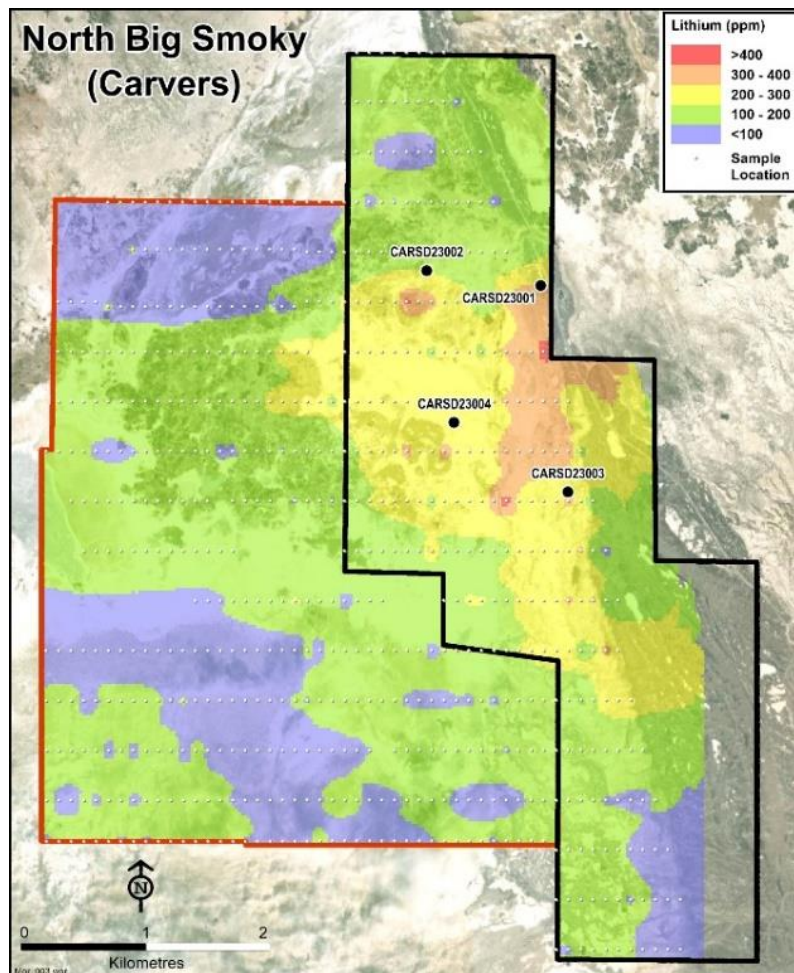 North Big Smoky
(Carvers)
Lithium (ppm)
>400
300 - 400
200 - 300
100 - 200
<100
Sample
Location
CARSD23002
CARSD23001
CARSD23004
CARSD23003
N
0 1 2
Kilometres